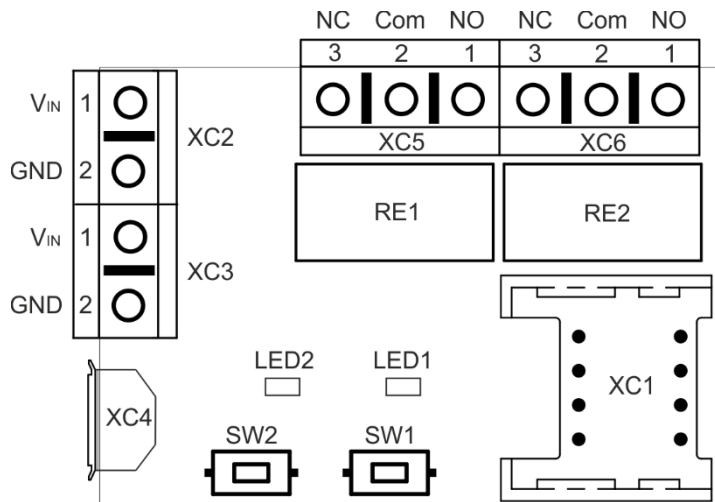 NC Com NO NC Com NO
3 2 1 3 2 1
XC5 XC6
VIN 1
XC2
GND 2
RE1 RE2
VIN 1
XC3
GND 2
LED2 LED1
XC1
XC4
SW2 SW1